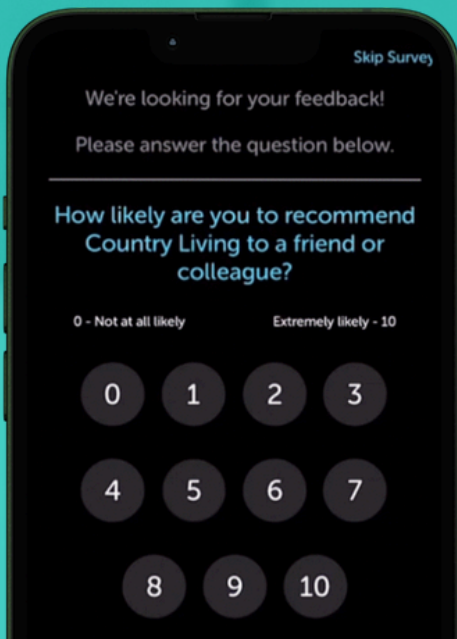 Skip Survey
We're looking for your feedback!
Please answer the question below.
How likely are you to recommend
Country Living to a friend or
colleague?
0 - Not at all likely Extremely likely - 10
0 1 2 3
4 5 6 7
8 9 10